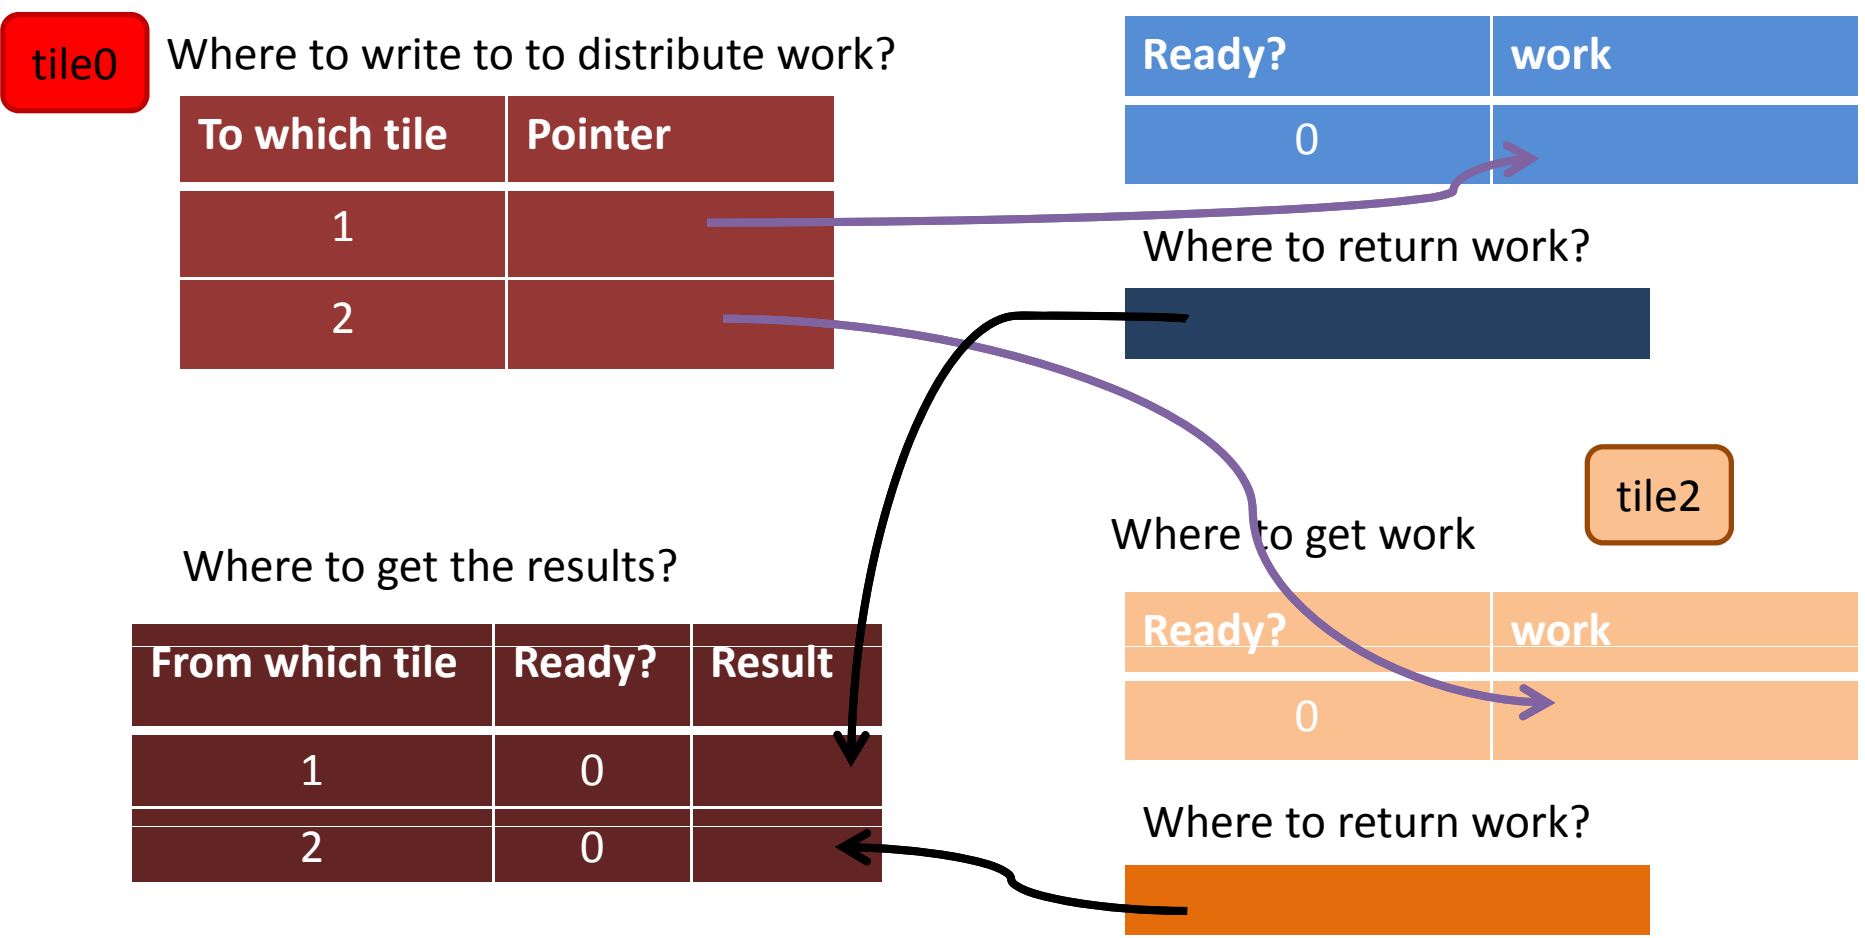 tile0
Where to write to to distribute work?
To which tile Pointer
1
2
Ready? work
0
Where to return work?
tile2
Where to get work
Ready? work
0
Where to return work?
Where to get the results?
From which tile Ready? Result
1 0
2 0